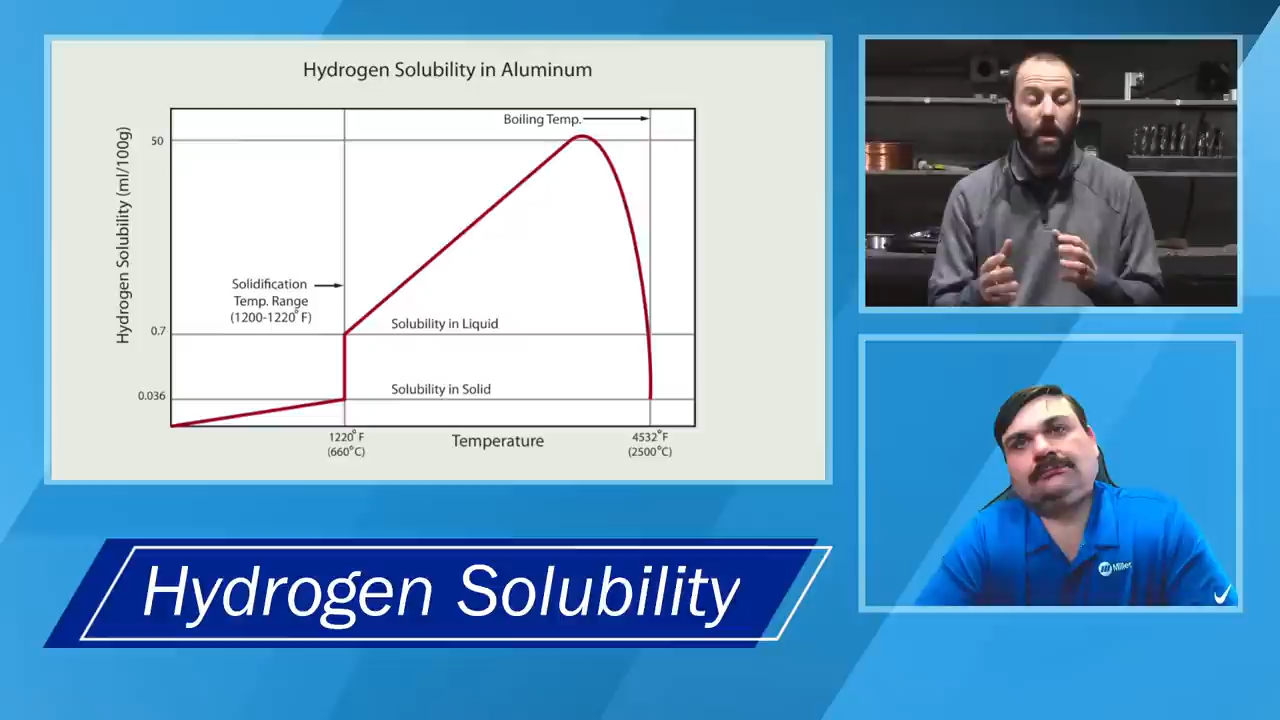 Hydrogen Solubility in Aluminum
Hydrogen Solubility (ml/100g)
50
0.7
0.036
Boiling Temp.
Solidification
Temp. Range
(1200-1220°F)
Solubility in Liquid
Solubility in Solid
1220°F
(660°C)
Temperature
4532°F
(2500°C)
Hydrogen Solubility
Miller